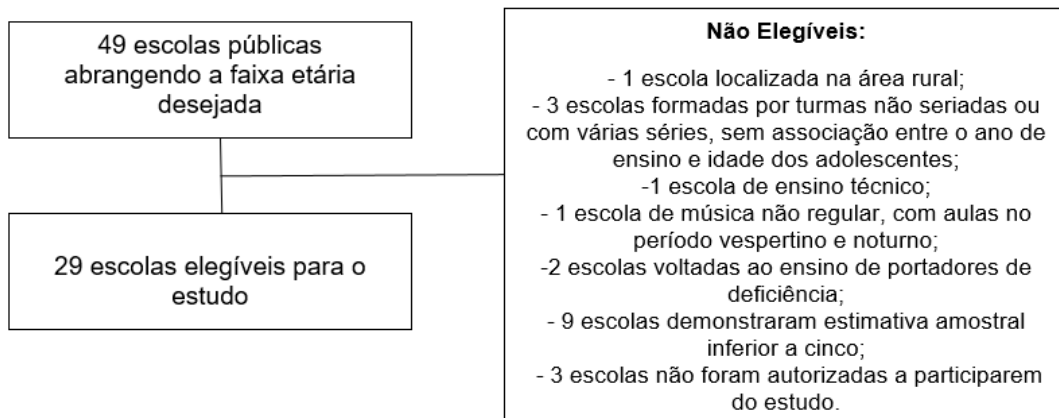 49 escolas públicas
abrangendo a faixa etária
desejada
29 escolas elegíveis para o
estudo
Não Elegíveis:
- 1 escola localizada na área rural;
- 3 escolas formadas por turmas não seriadas ou
com várias séries, sem associação entre o ano de
ensino e idade dos adolescentes;
-1 escola de ensino técnico;
- 1 escola de música não regular, com aulas no
período vespertino e noturno;
-2 escolas voltadas ao ensino de portadores de
deficiência;
- 9 escolas demonstraram estimativa amostral
inferior a cinco;
- 3 escolas não foram autorizadas a participarem
do estudo.